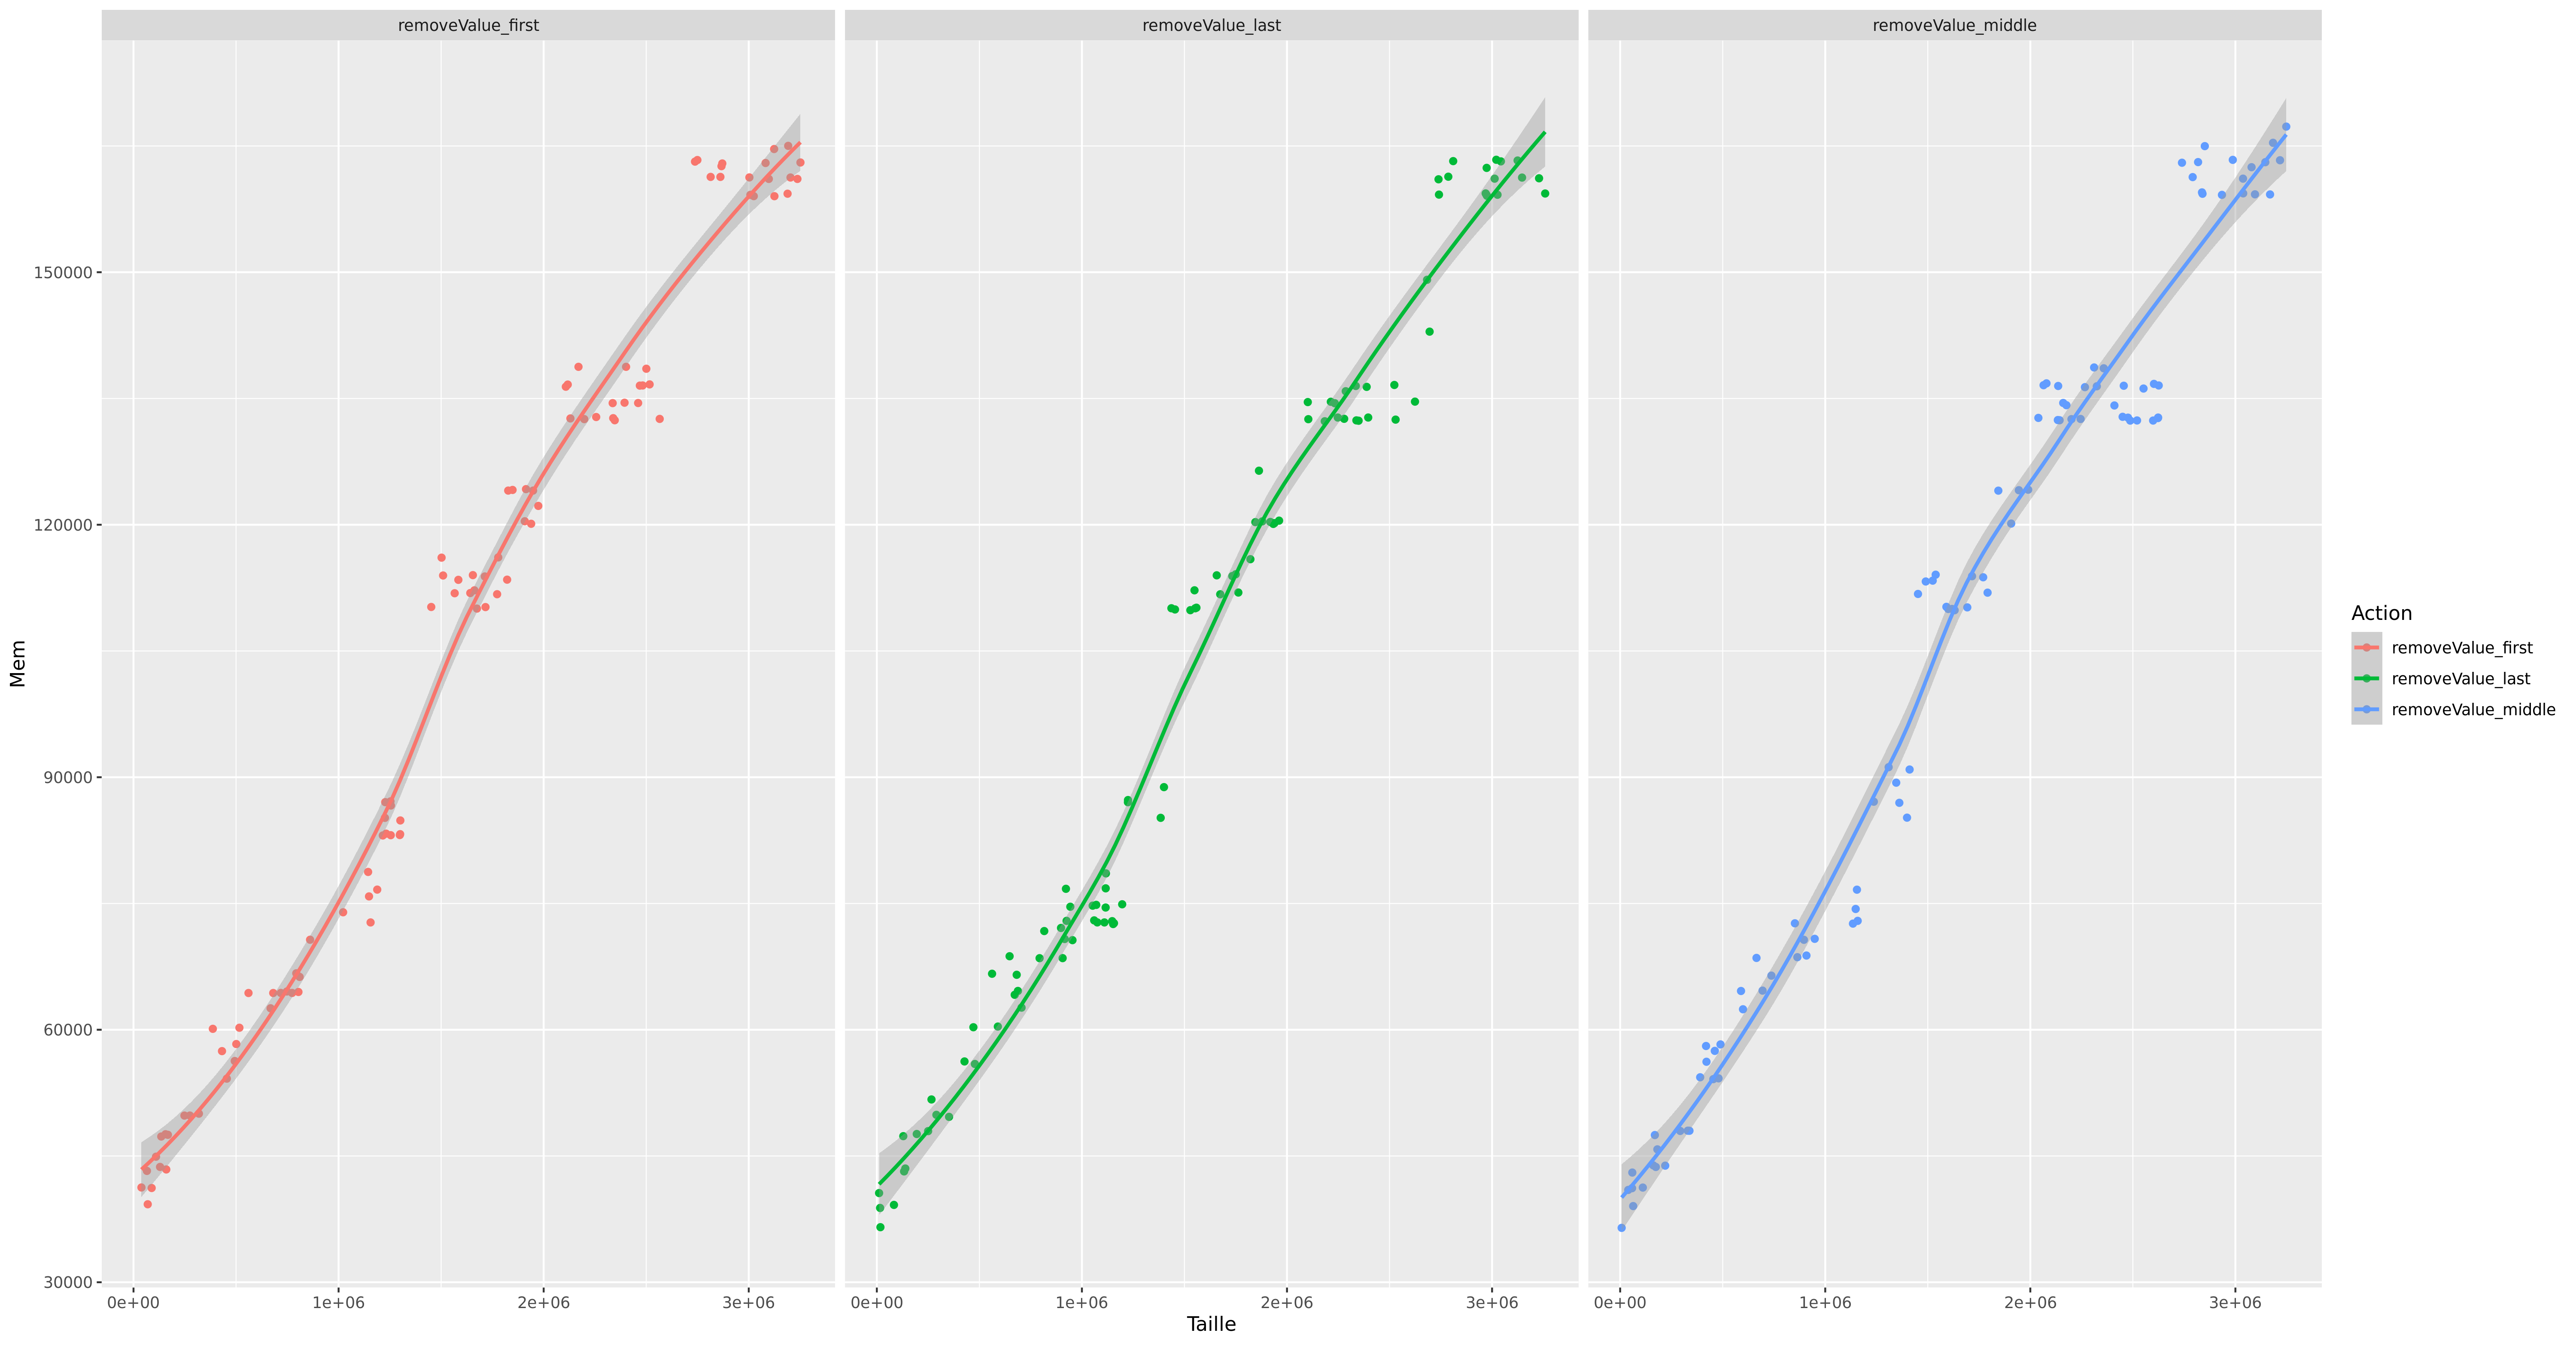 removeValue_first
removeValue_last
removeValue_middle
Mem
150000
120000
90000
60000
30000
0e+00 1e+06 2e+06 3e+06
0e+00 1e+06 2e+06 3e+06
0e+00 1e+06 2e+06 3e+06
Taille
Action
removeValue_first
removeValue_last
removeValue_middle